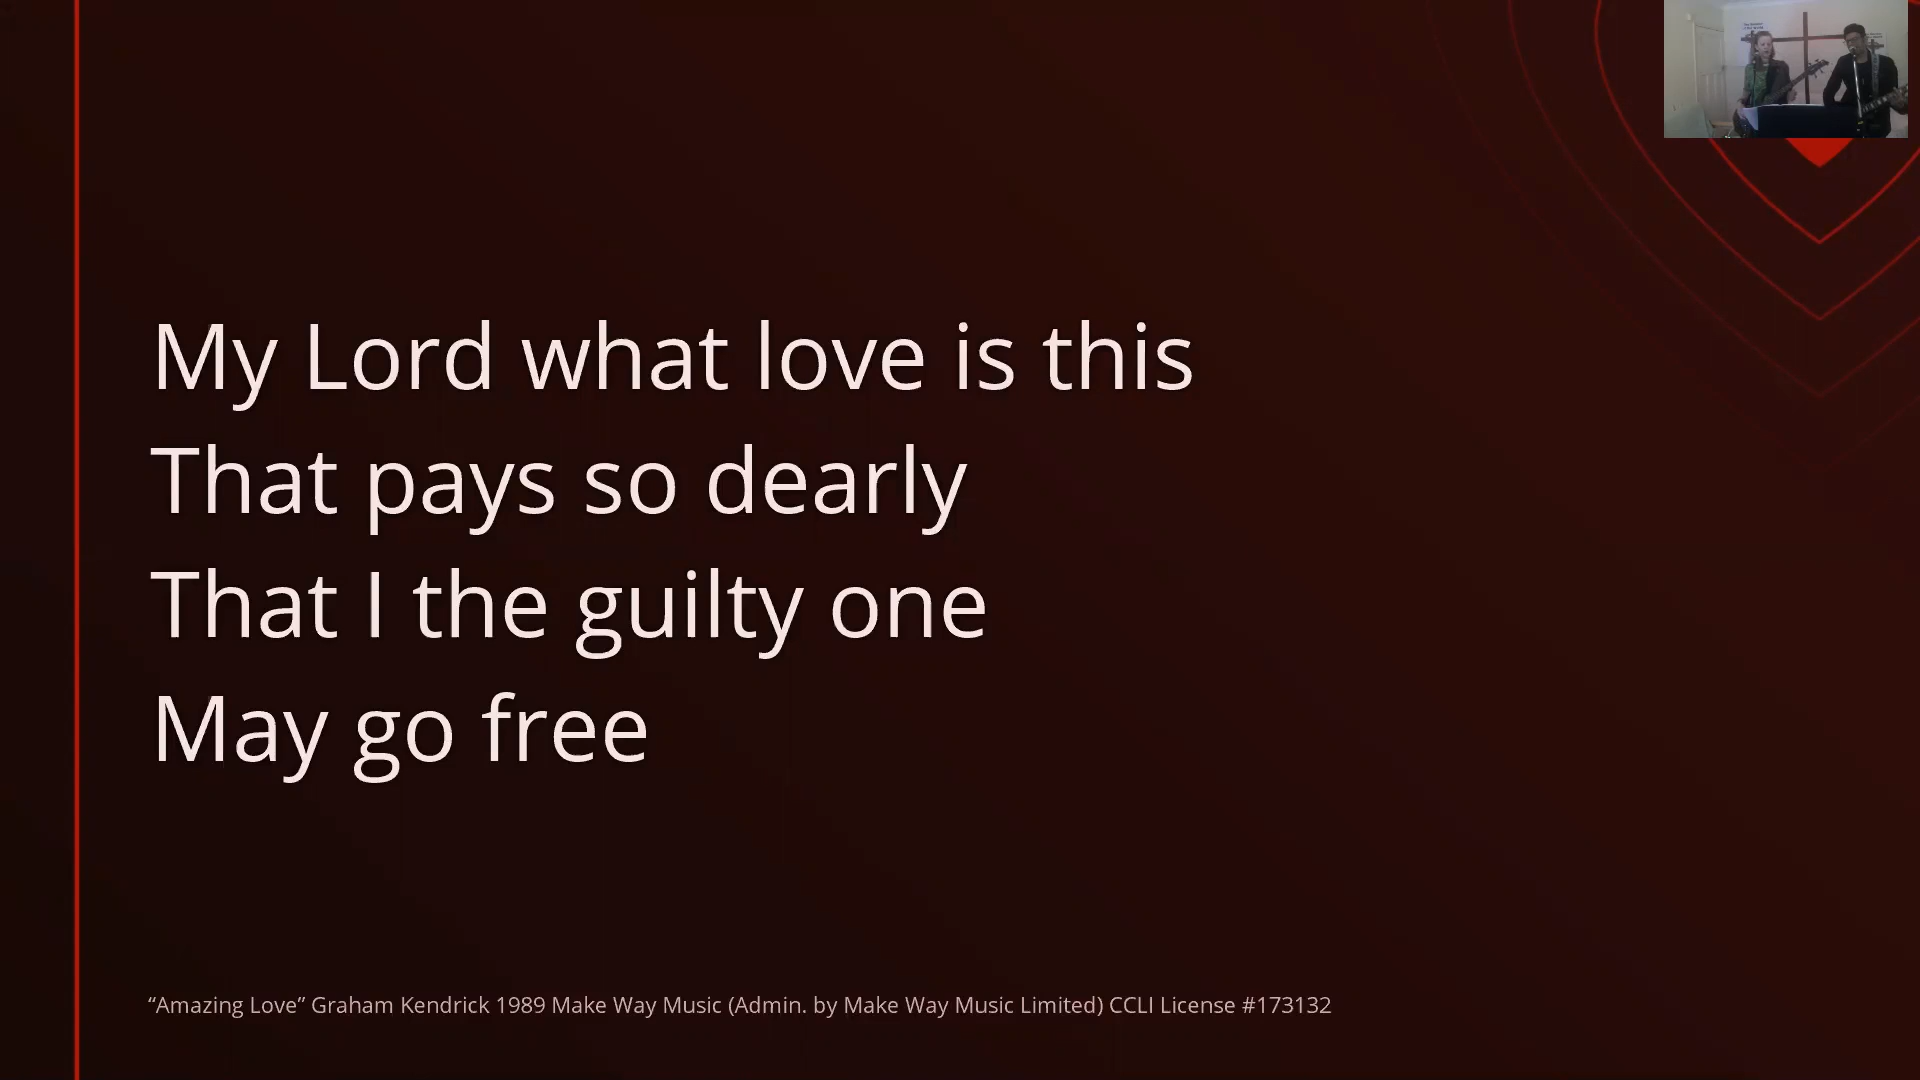 My Lord what love is this
That pays so dearly
That I the guilty one
May go free
“Amazing Love” Graham Kendrick 1989 Make Way Music (Admin. by Make Way Music Limited) CCLI License #173132